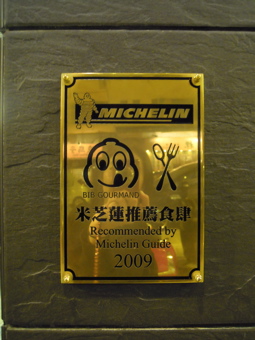 MICHELIN
BIB GOURMAND
米芝蓮推薦食肆
Recommended by
Michelin Guide
2009